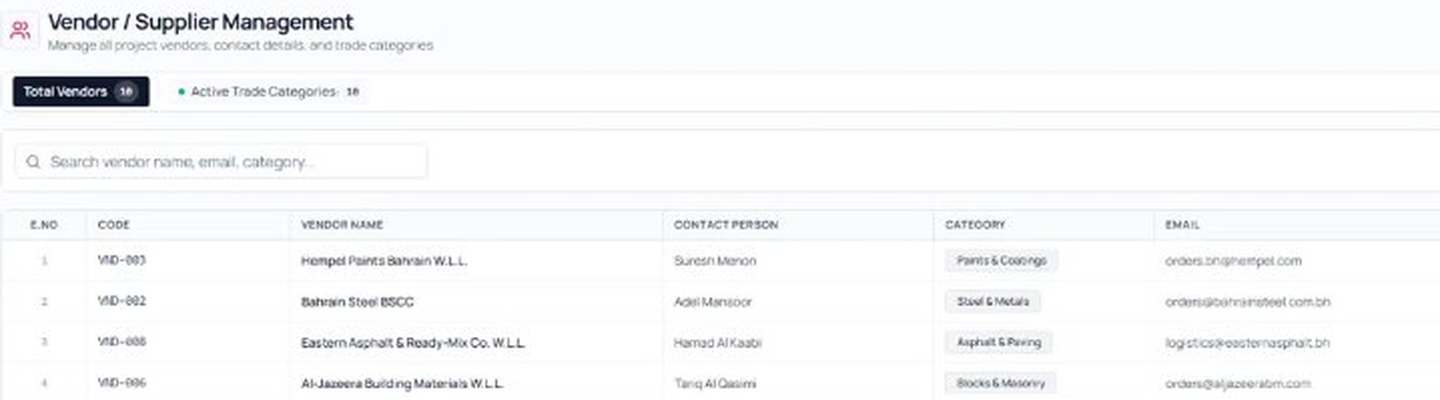 Vendor / Supplier Management
Manage all project vendors, contact details, and trade categories
Total Vendors 10 Active Trade Categories: 10
Search vendor name, email, category...
E.NO CODE VENDOR NAME CONTACT PERSON CATEGORY EMAIL
1 VND-003 Hempel Paints Bahrain W.L.L. Suresh Menon Paints & Coatings orders.bh@hempel.com
2 VND-002 Bahrain Steel BSCC Adel Mansoor Steel & Metals orders@bahrainsteel.com.bh
3 VND-008 Eastern Asphalt & Ready-Mix Co. W.L.L. Hamad Al Kaabi Asphalt & Paving logistics@easternasphalt.bh
4 VND-006 Al-Jazeera Building Materials W.L.L. Tariq Al Qasimi Blocks & Masonry orders@aljazeerabm.com